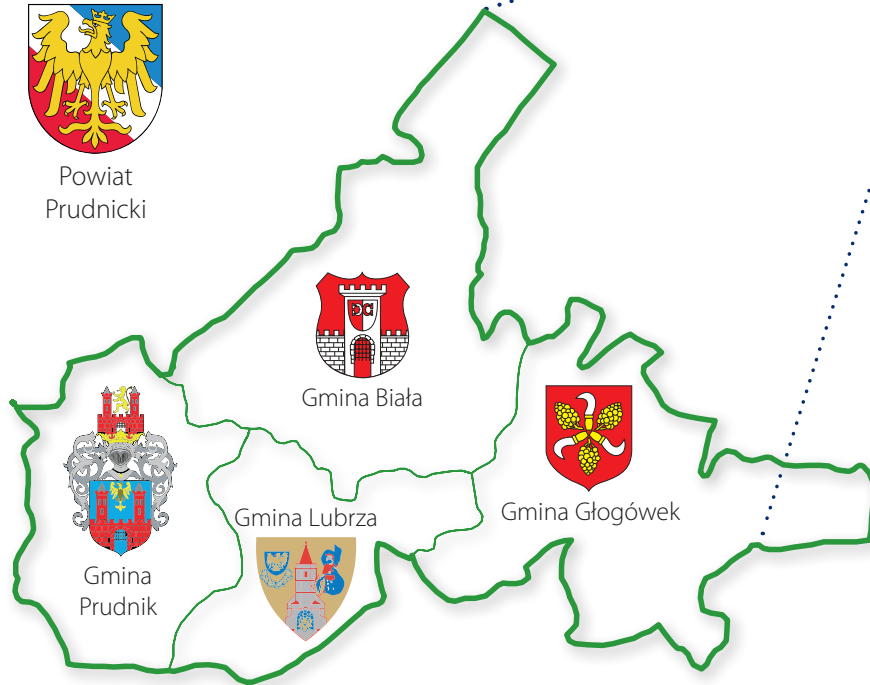 Powiat
Prudnicki
Gmina Biała
Gmina Głogówek
Gmina Lubrza
Gmina
Prudnik